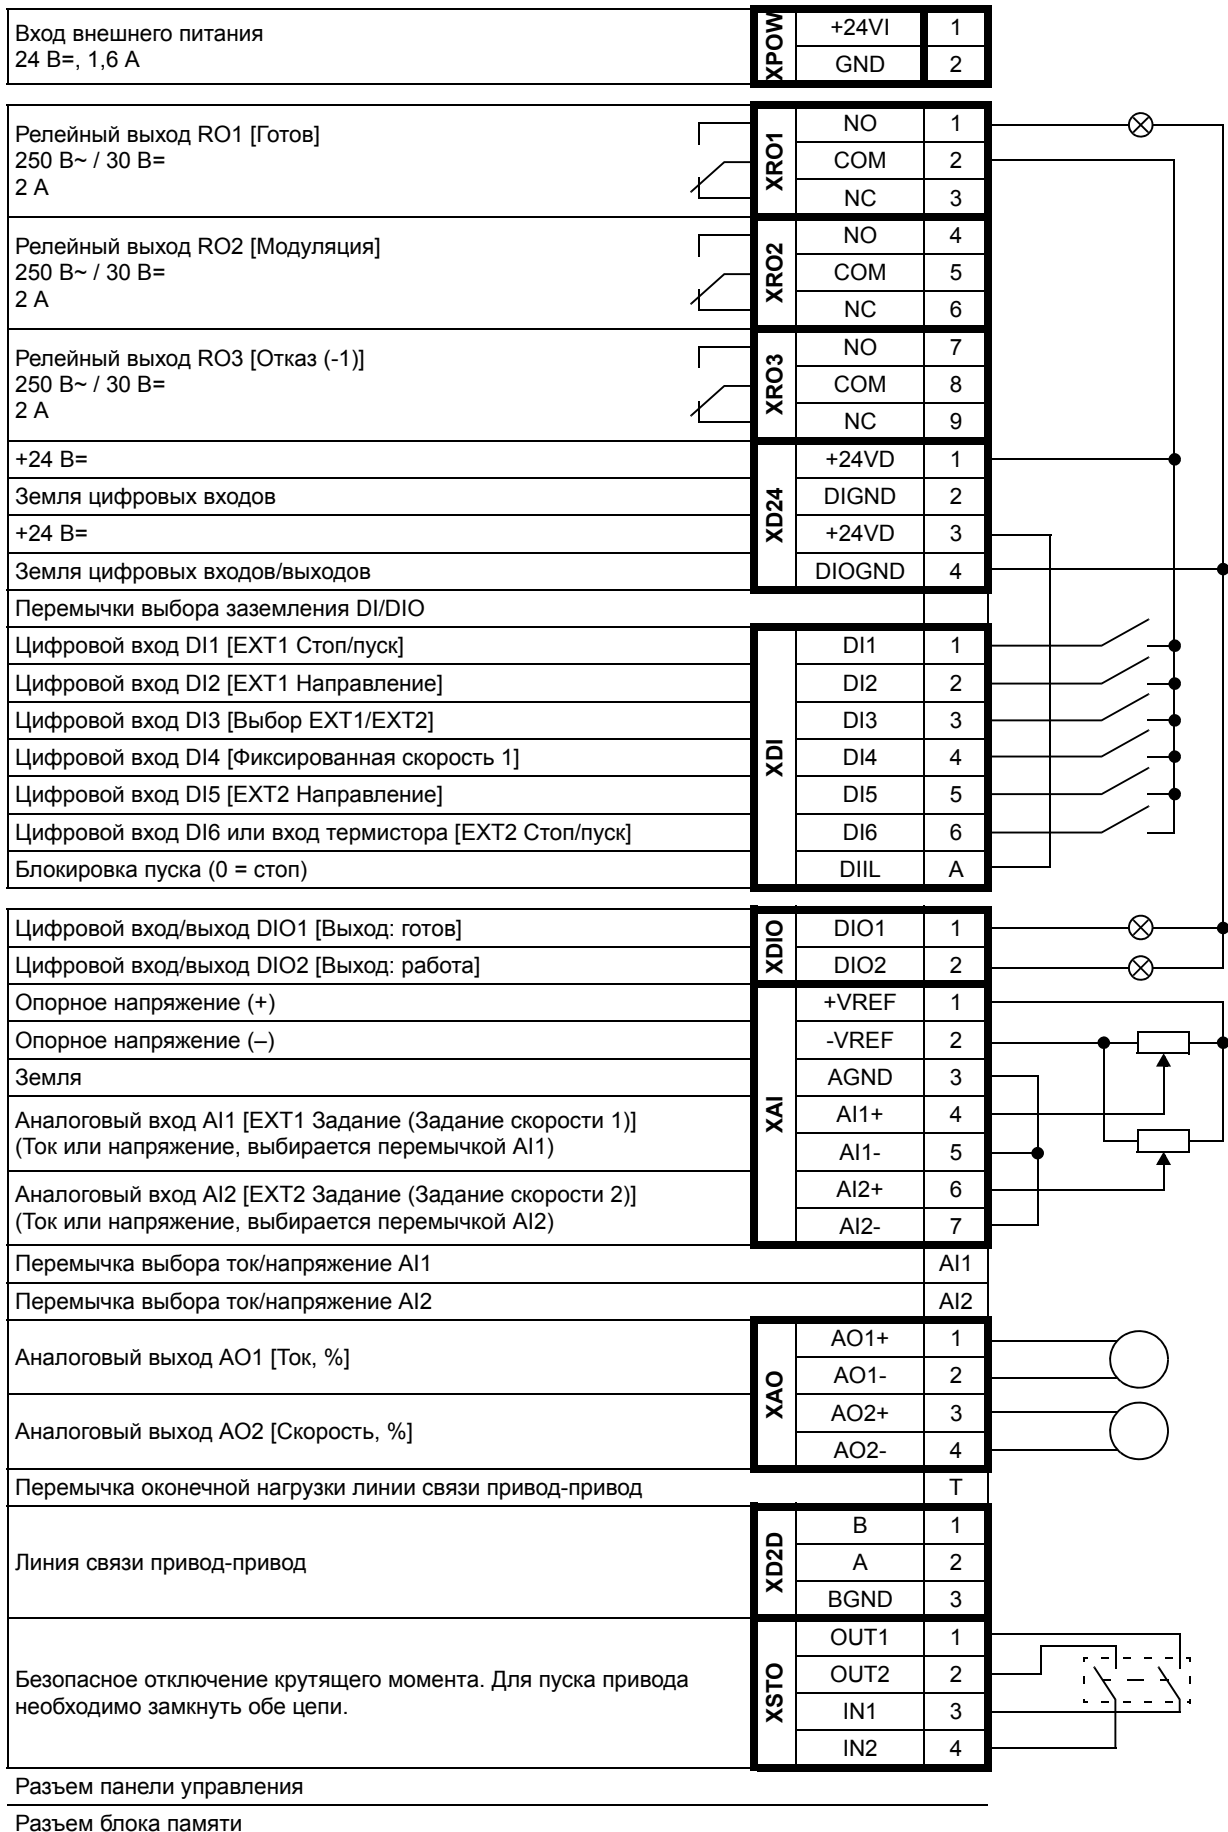 Вход внешнего питания
24 В=, 1,6 А
XPOW
+24VI 1
GND 2
Релейный выход RO1 [Готов]
250 В~ / 30 В=
2 А
XRO1
NO 1
COM 2
NC 3
Релейный выход RO2 [Модуляция]
250 В~ / 30 В=
2 А
XRO2
NO 4
COM 5
NC 6
Релейный выход RO3 [Отказ (-1)]
250 В~ / 30 В=
2 А
XRO3
NO 7
COM 8
NC 9
XD24
+24 В= +24VD 1
Земля цифровых входов DIGND 2
+24 В= +24VD 3
Земля цифровых входов/выходов DIOGND 4
Перемычки выбора заземления DI/DIO
XDI
Цифровой вход DI1 [EXT1 Стоп/пуск] DI1 1
Цифровой вход DI2 [EXT1 Направление] DI2 2
Цифровой вход DI3 [Выбор EXT1/EXT2] DI3 3
Цифровой вход DI4 [Фиксированная скорость 1] DI4 4
Цифровой вход DI5 [EXT2 Направление] DI5 5
Цифровой вход DI6 или вход термистора [EXT2 Стоп/пуск] DI6 6
Блокировка пуска (0 = стоп) DIIL A
XDIO
Цифровой вход/выход DIO1 [Выход: готов] DIO1 1
Цифровой вход/выход DIO2 [Выход: работа] DIO2 2
XAI
Опорное напряжение (+) +VREF 1
Опорное напряжение (–) -VREF 2
Земля AGND 3
Аналоговый вход AI1 [EXT1 Задание (Задание скорости 1)]
(Ток или напряжение, выбирается перемычкой AI1)
AI1+ 4
AI1- 5
Аналоговый вход AI2 [EXT2 Задание (Задание скорости 2)]
(Ток или напряжение, выбирается перемычкой AI2)
AI2+ 6
AI2- 7
Перемычка выбора ток/напряжение AI1 AI1
Перемычка выбора ток/напряжение AI2 AI2
Аналоговый выход AO1 [Ток, %]
XAO
AO1+ 1
AO1- 2
Аналоговый выход AO2 [Скорость, %]
AO2+ 3
AO2- 4
Перемычка оконечной нагрузки линии связи привод-привод T
Линия связи привод-привод
XD2D
B 1
A 2
BGND 3
Безопасное отключение крутящего момента. Для пуска привода
необходимо замкнуть обе цепи.
XSTO
OUT1 1
OUT2 2
IN1 3
IN2 4
Разъем панели управления
Разъем блока памяти